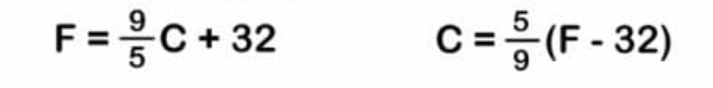 F = 9/5 C + 32
C = 5/9 (F - 32)